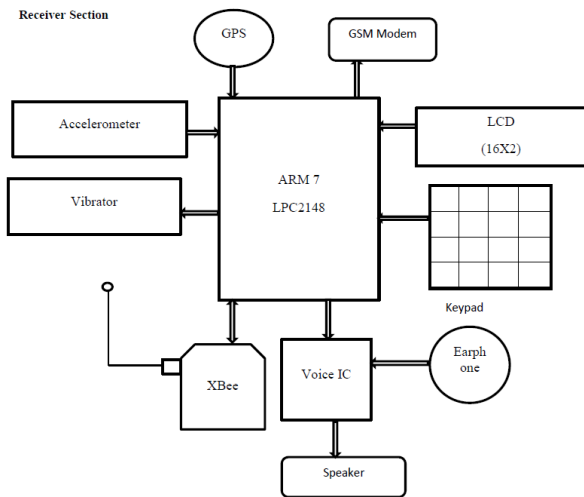 Receiver Section
GPS
GSM Modem
Accelerometer
LCD
(16X2)
ARM 7
LPC2148
Vibrator
Keypad
XBee
Voice IC
Earph
one
Speaker